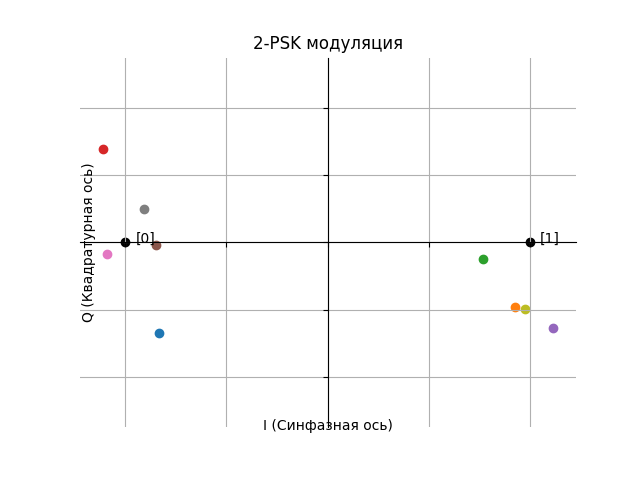 2-PSK модуляция
Q (Квадратурная ось)
[0]
[1]
I (Синфазная ось)